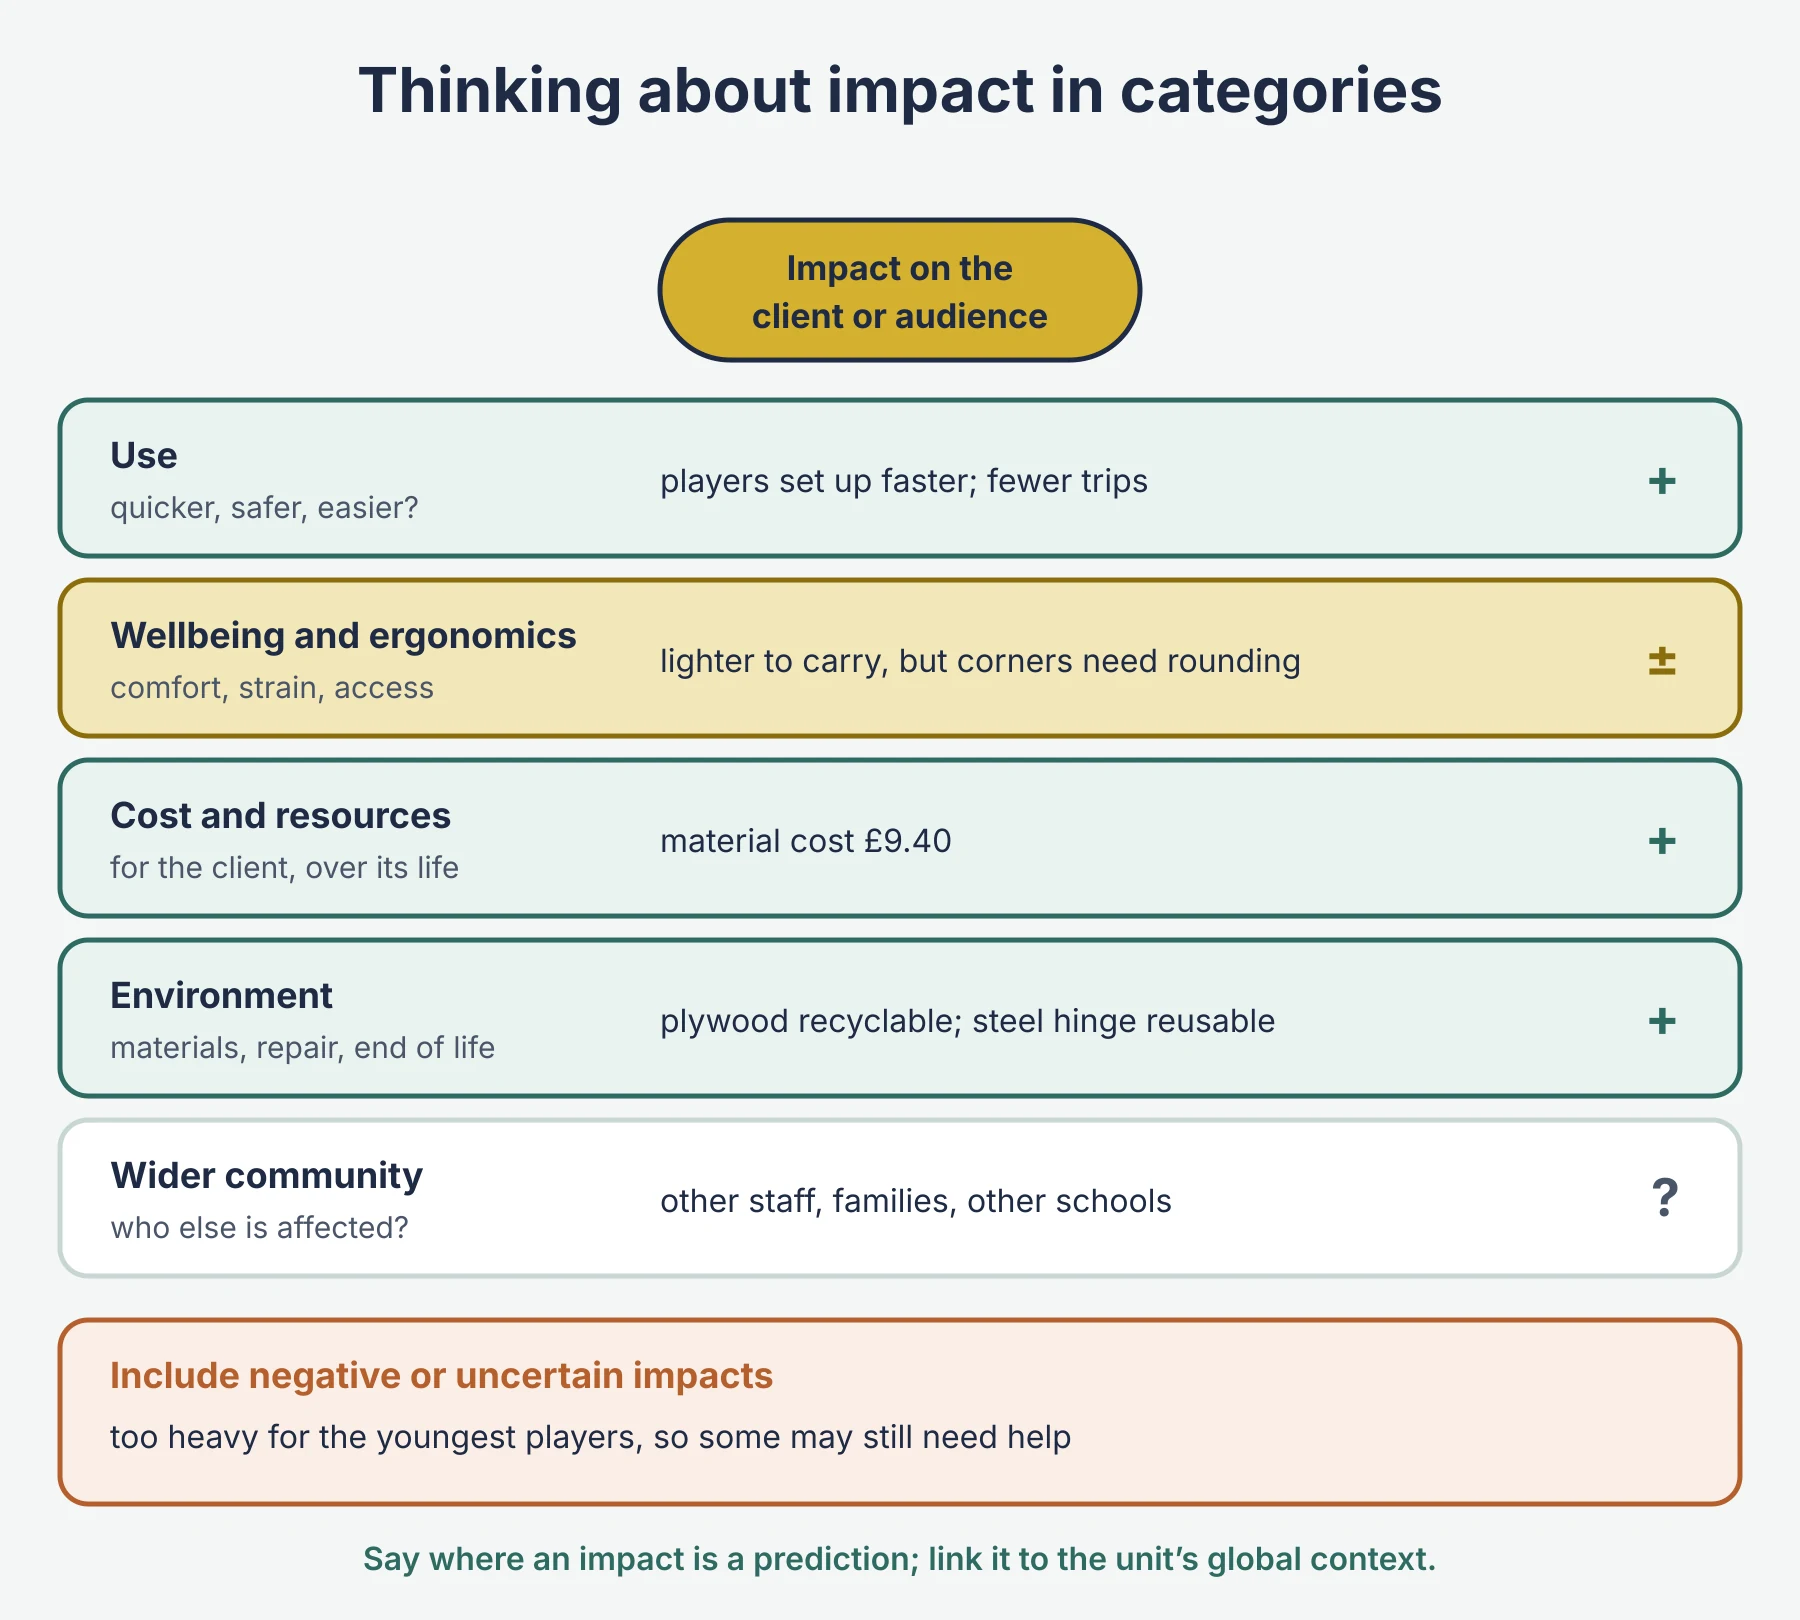 Thinking about impact in categories
Impact on the
client or audience
Use
quicker, safer, easier?
players set up faster; fewer trips
+
Wellbeing and ergonomics
comfort, strain, access
lighter to carry, but corners need rounding
±
Cost and resources
for the client, over its life
material cost £9.40
+
Environment
materials, repair, end of life
plywood recyclable; steel hinge reusable
+
Wider community
who else is affected?
other staff, families, other schools
?
Include negative or uncertain impacts
too heavy for the youngest players, so some may still need help
Say where an impact is a prediction; link it to the unit’s global context.